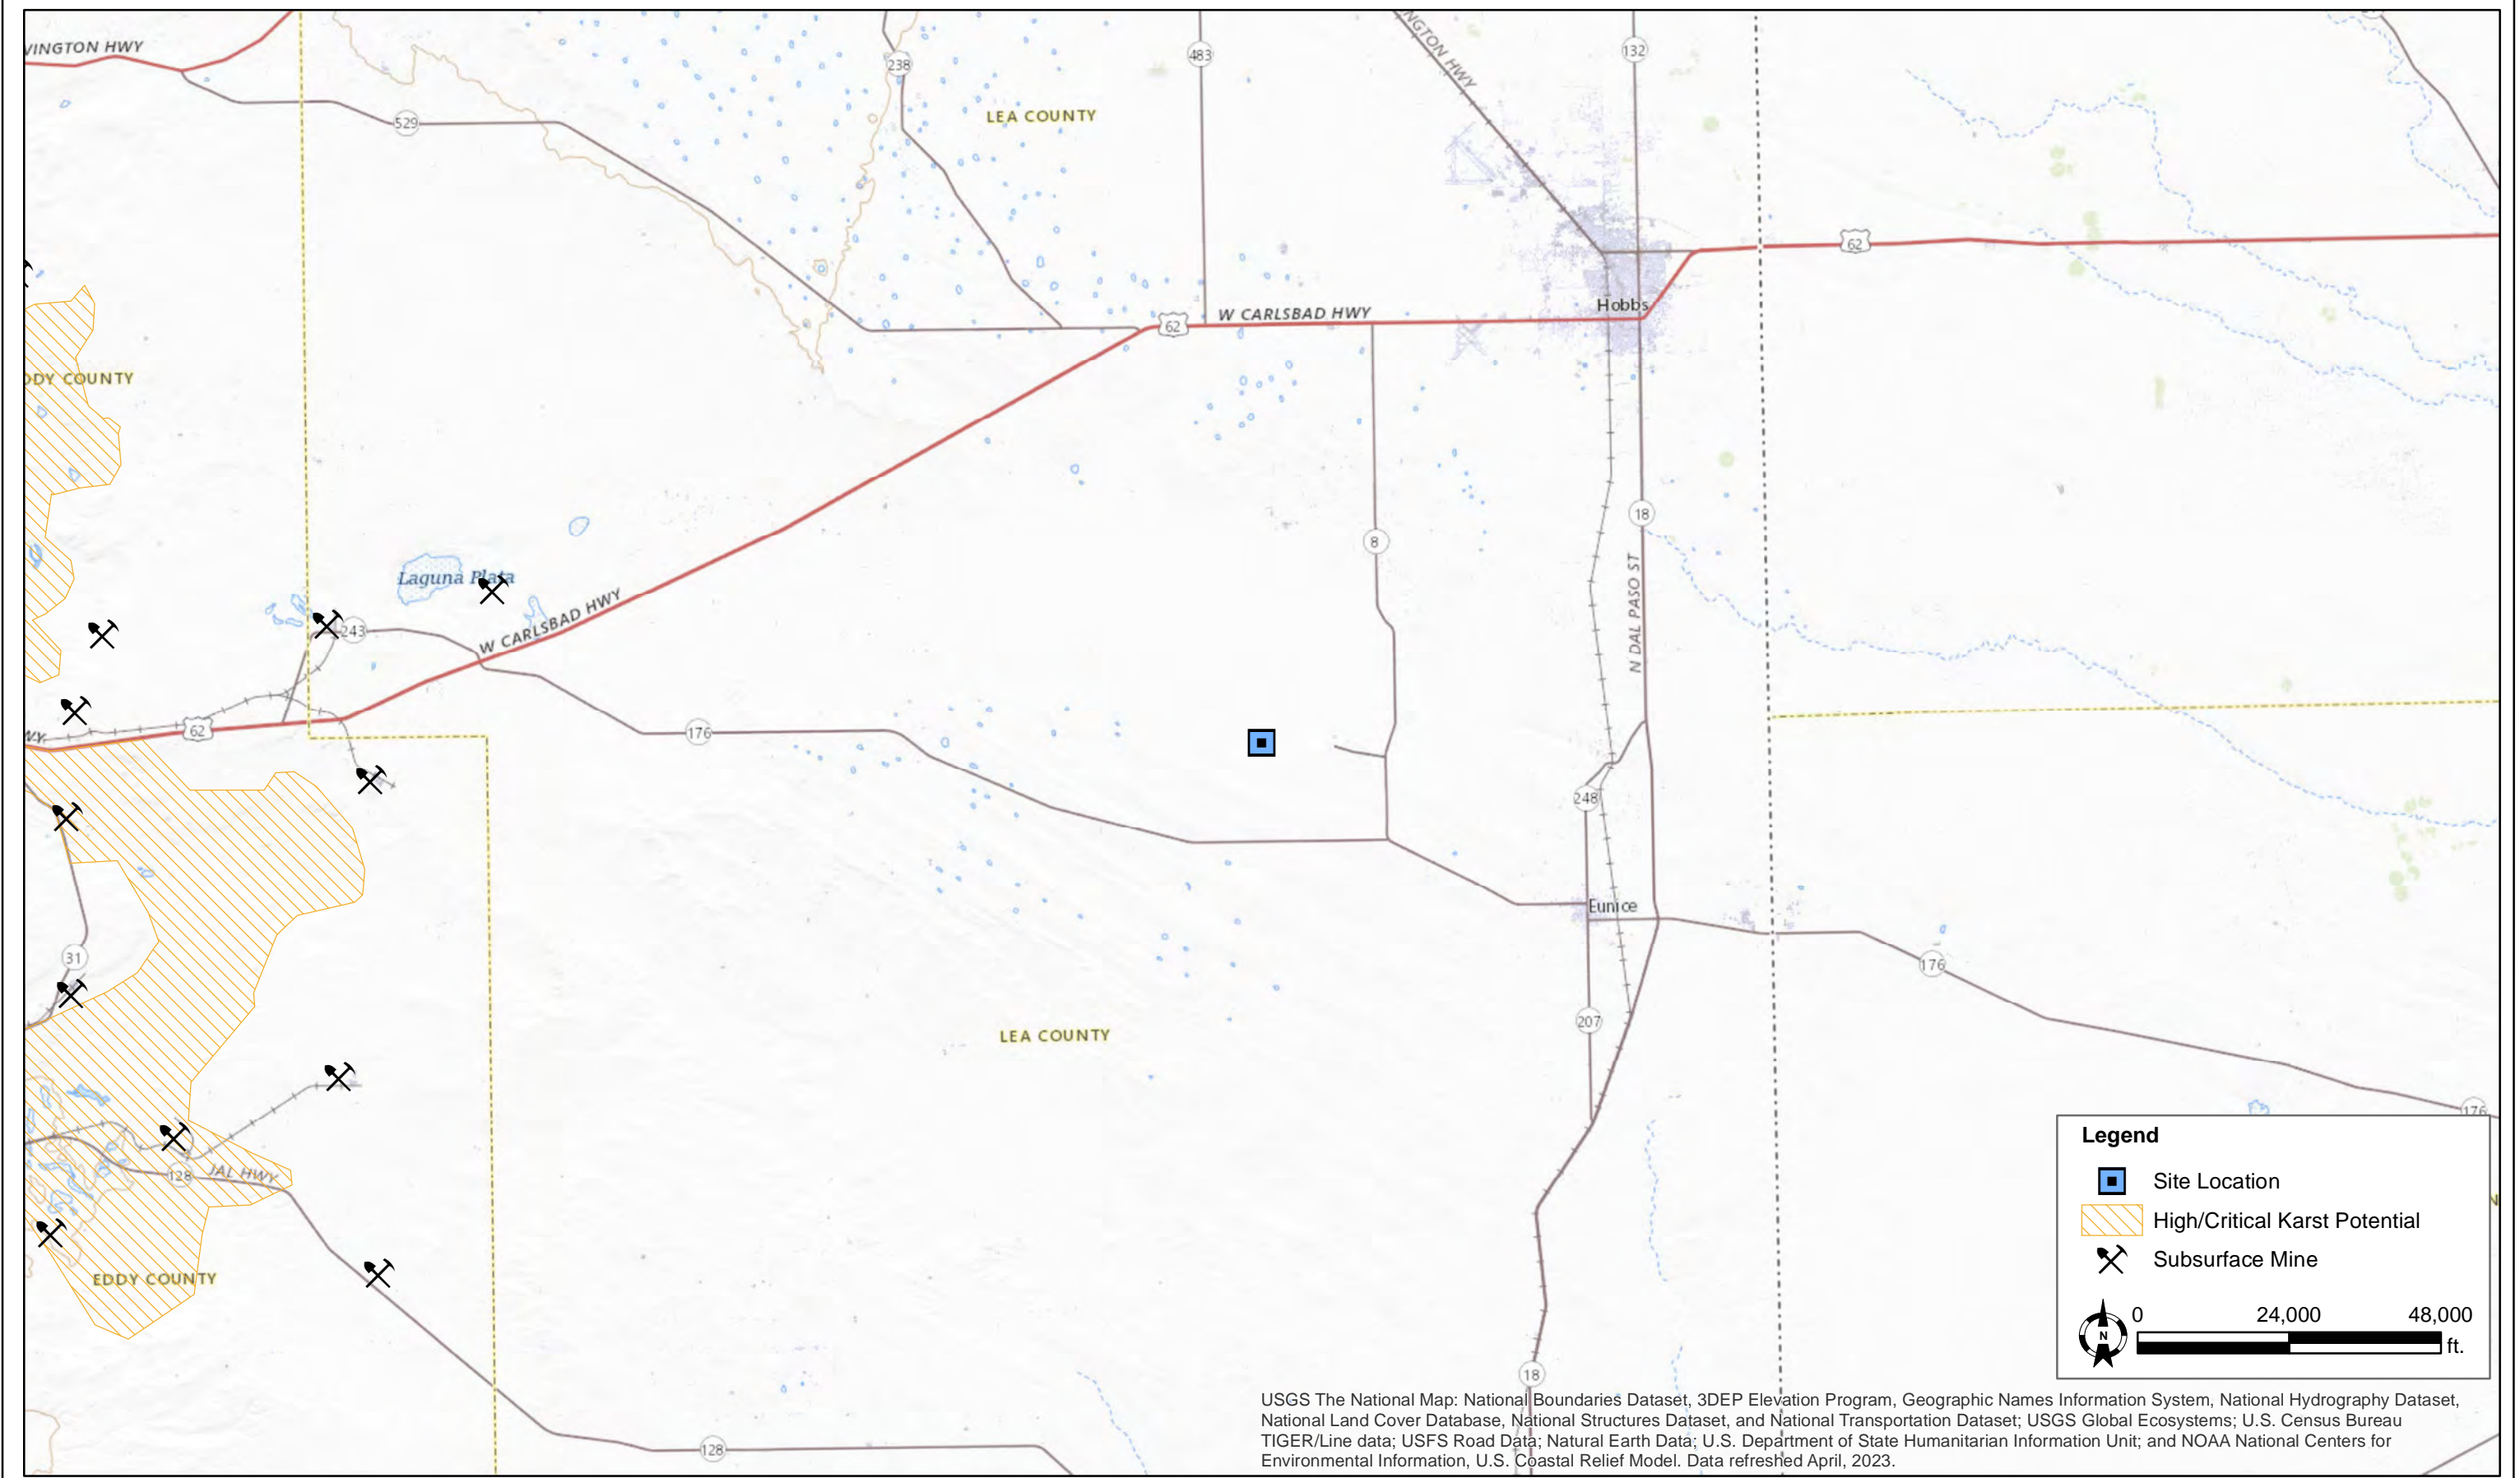 VINGTON HWY
238
483
NGTON HWY
132
LEA COUNTY
529
62
Hobbs
W CARLSBAD HWY
62
DDY COUNTY
18
8
N DAL PASO ST
Laguna Plata
W CARLSBAD HWY
243
WY
62
176
248
Eunice
31
176
207
LEA COUNTY
176
128
JAL HWY
EDDY COUNTY
18
128
Legend
Site Location
High/Critical Karst Potential
Subsurface Mine
N
0 24,000 48,000
ft.
USGS The National Map: National Boundaries Dataset, 3DEP Elevation Program, Geographic Names Information System, National Hydrography Dataset,
National Land Cover Database, National Structures Dataset, and National Transportation Dataset; USGS Global Ecosystems; U.S. Census Bureau
TIGER/Line data; USFS Road Data; Natural Earth Data; U.S. Department of State Humanitarian Information Unit; and NOAA National Centers for
Environmental Information, U.S. Coastal Relief Model. Data refreshed April, 2023.